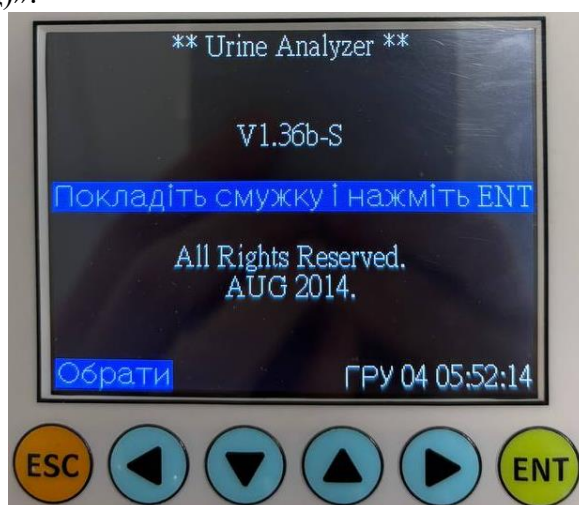 ** Urine Analyzer **
V1.36b-S
Покладіть смужку і нажміть ENT
All Rights Reserved.
AUG 2014.
Обрати ГРУ 04 05:52:14
ESC ENT